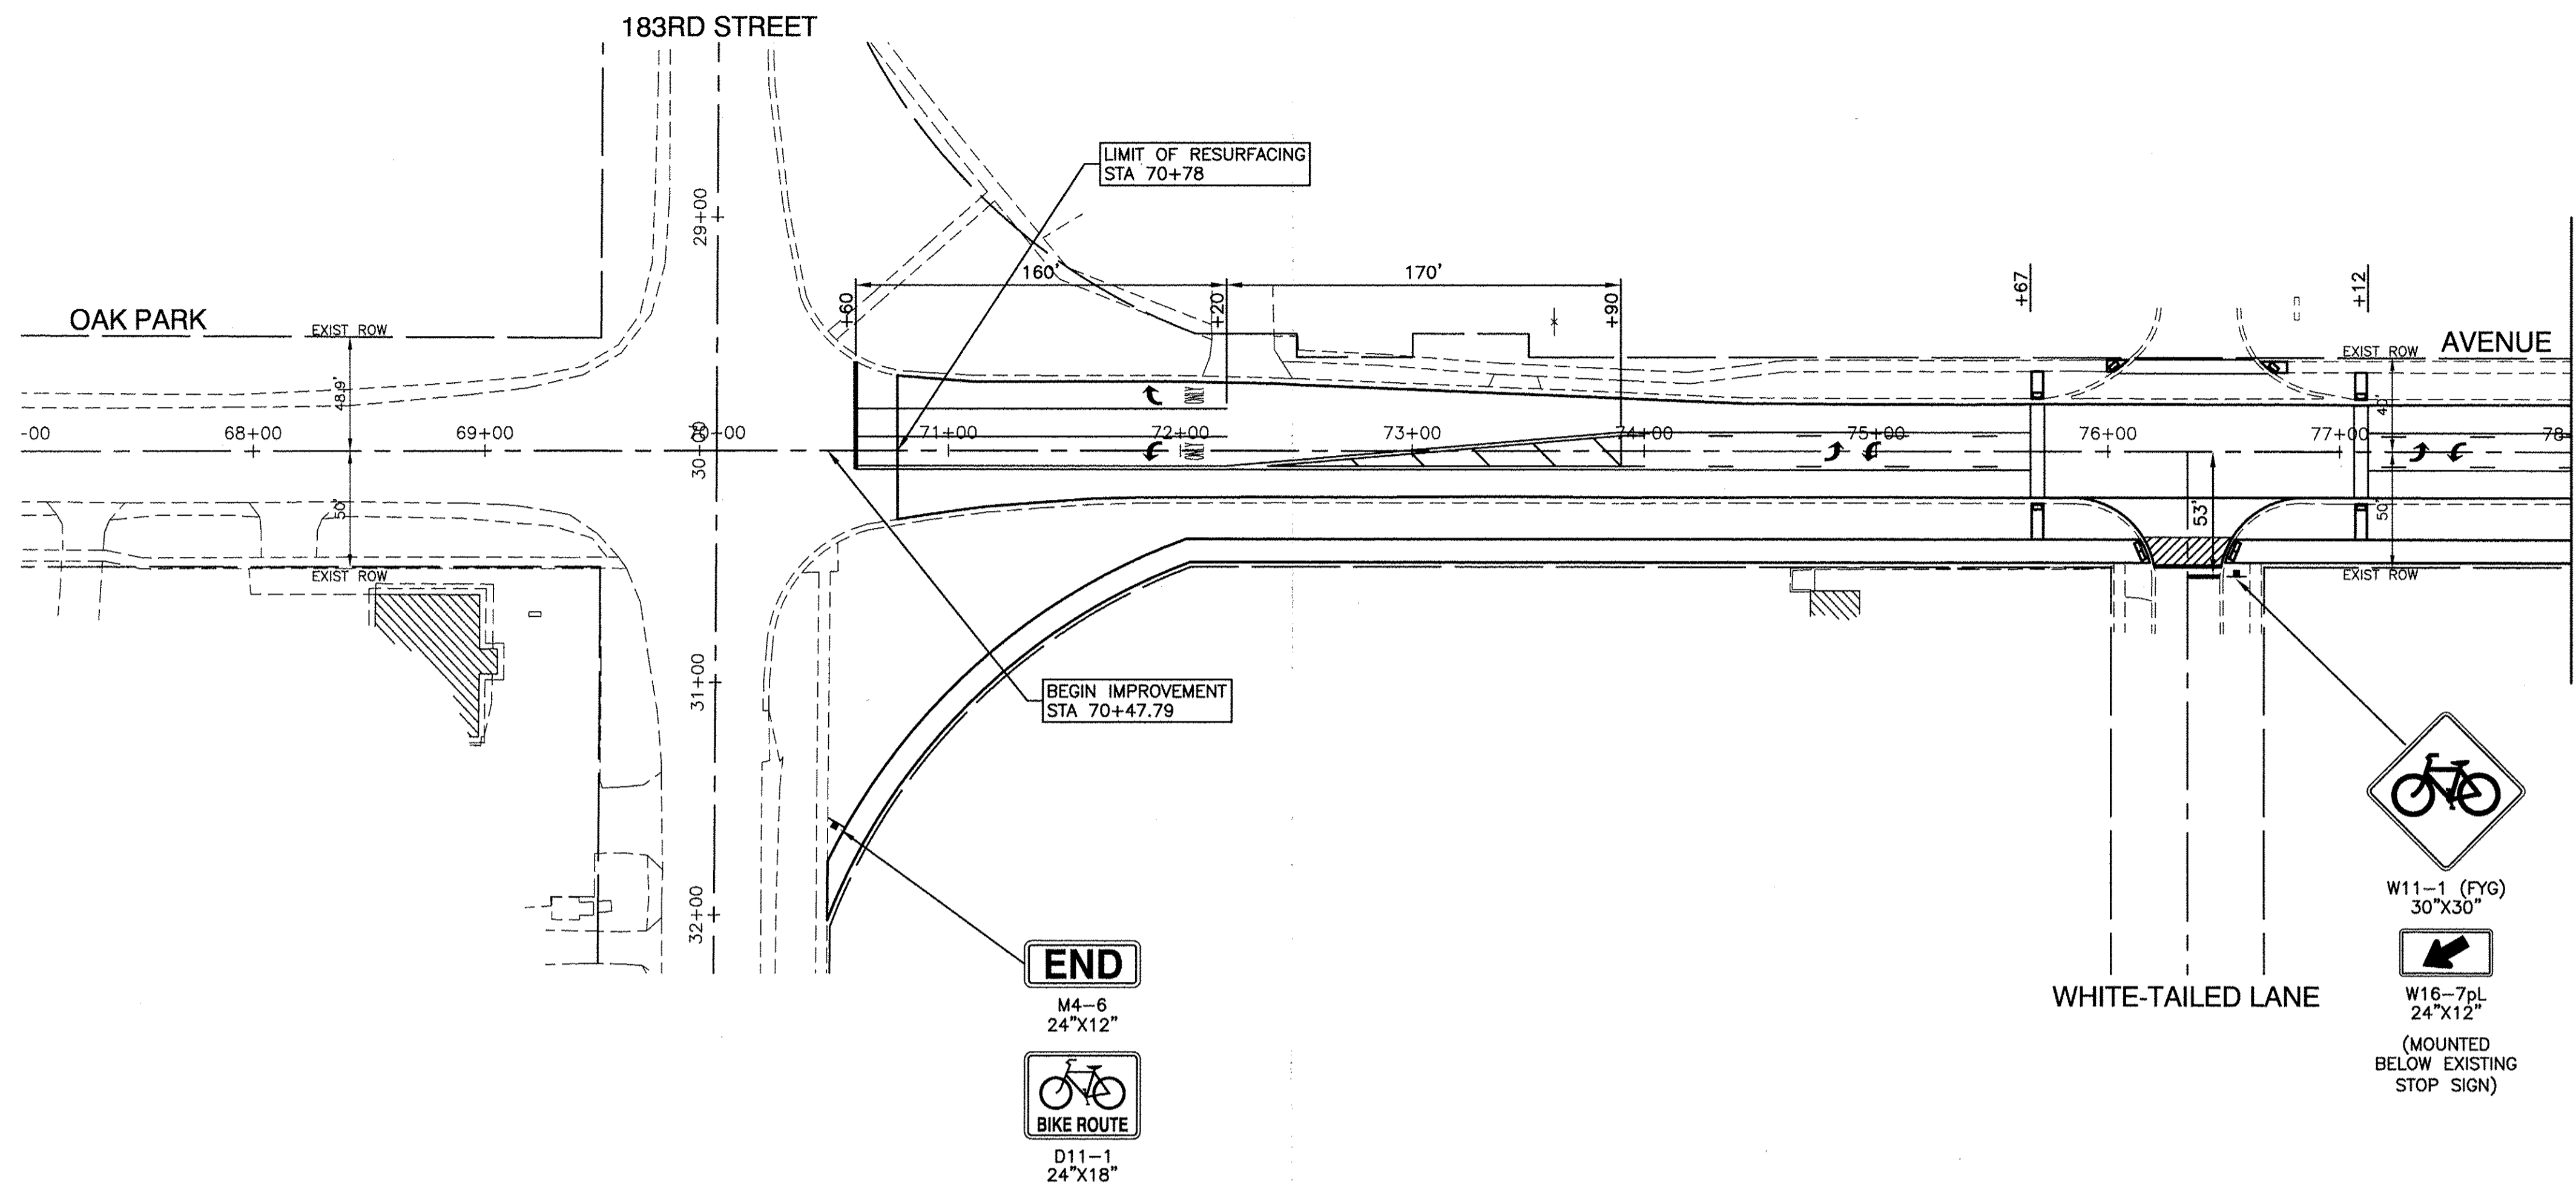 183RD STREET
LIMIT OF RESURFACING
STA 70+78
29+00
160'
170'
+60
+20
+90
+67
+12
OAK PARK
EXIST ROW
AVENUE
EXIST ROW
48.9'
ONLY
-00
68+00
69+00
70+00
30+00
71+00
72+00
73+00
74+00
75+00
76+00
77+00
78
ONLY
50'
53'
50'
EXIST ROW
EXIST ROW
31+00
BEGIN IMPROVEMENT
STA 70+47.79
32+00
END
M4-6
24"X12"
BIKE ROUTE
D11-1
24"X18"
W11-1 (FYG)
30"X30"
WHITE-TAILED LANE
W16-7pL
24"X12"
(MOUNTED
BELOW EXISTING
STOP SIGN)